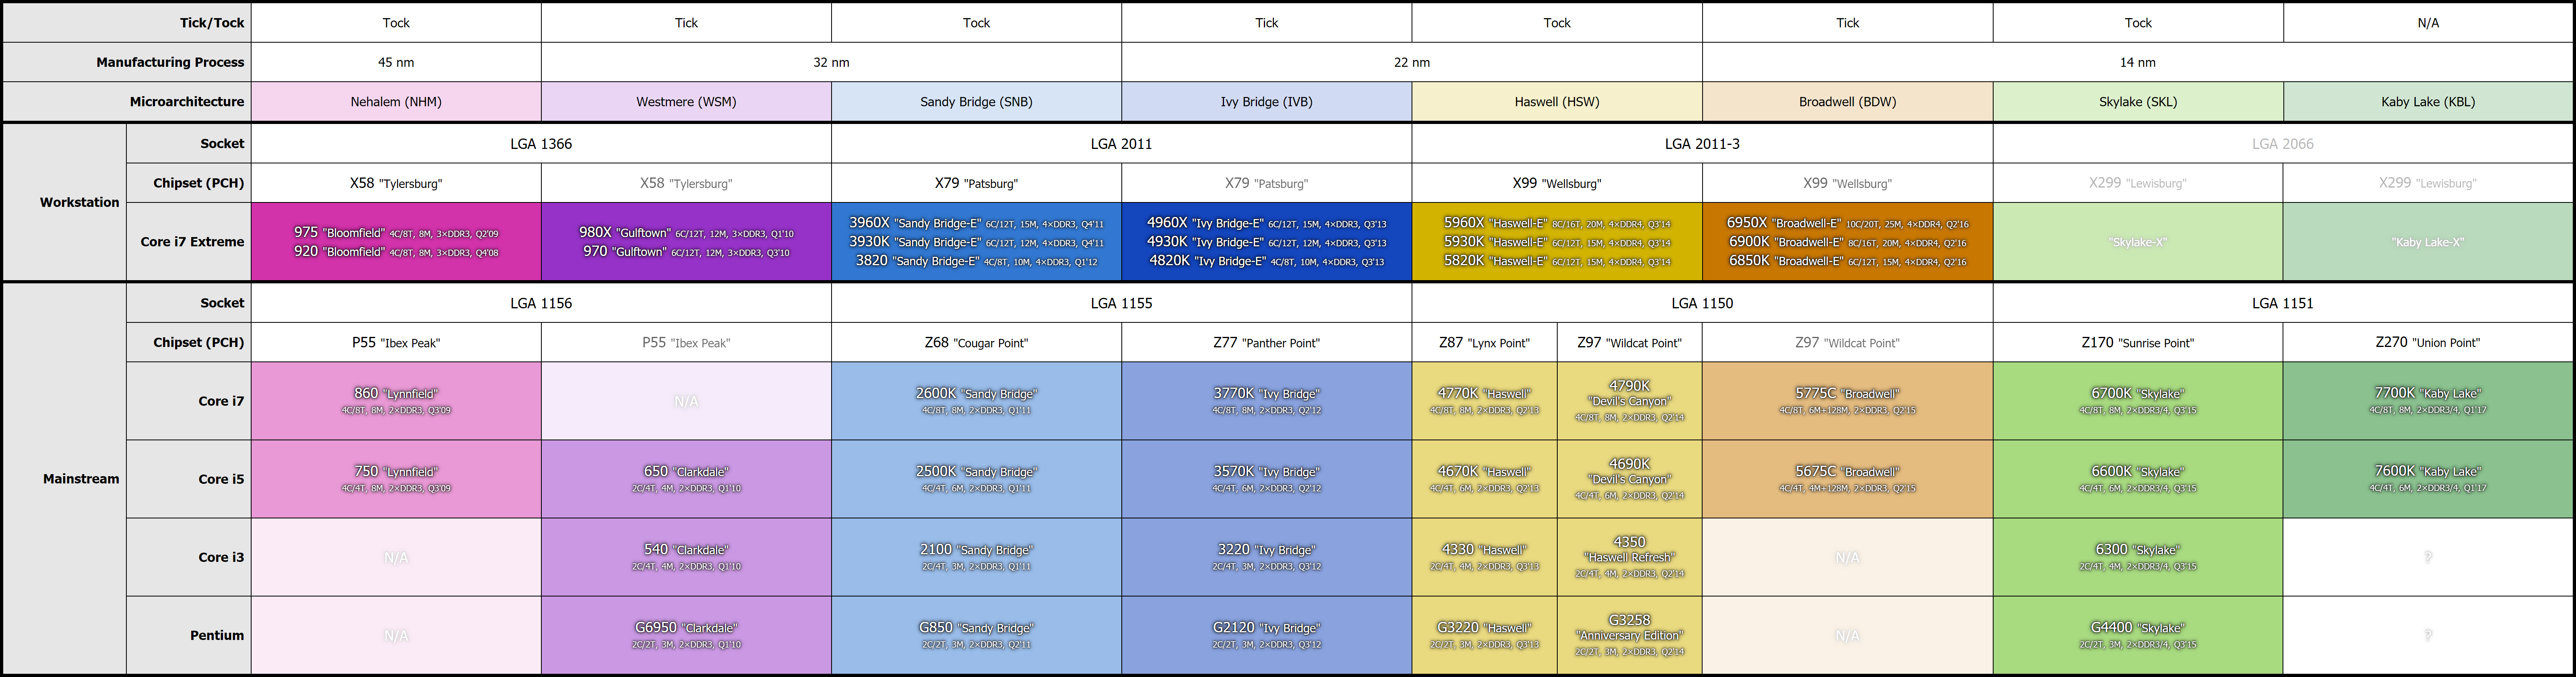 Tick/Tock Tock Tick Tock Tick Tock Tick Tock N/A
Manufacturing Process 45 nm 32 nm 22 nm 14 nm
Microarchitecture Nehalem (NHM) Westmere (WSM) Sandy Bridge (SNB) Ivy Bridge (IVB) Haswell (HSW) Broadwell (BDW) Skylake (SKL) Kaby Lake (KBL)
Workstation
Socket LGA 1366 LGA 2011 LGA 2011-3 LGA 2066
Chipset (PCH) X58 "Tylersburg" X58 "Tylersburg" X79 "Patsburg" X79 "Patsburg" X99 "Wellsburg" X99 "Wellsburg" X299 "Lewisburg" X299 "Lewisburg"
Core i7 Extreme
975 "Bloomfield" 4C/8T, 8M, 3×DDR3, Q2'09
920 "Bloomfield" 4C/8T, 8M, 3×DDR3, Q4'08
980X "Gulftown" 6C/12T, 12M, 3×DDR3, Q1'10
970 "Gulftown" 6C/12T, 12M, 3×DDR3, Q3'10
3960X "Sandy Bridge-E" 6C/12T, 15M, 4×DDR3, Q4'11
3930K "Sandy Bridge-E" 6C/12T, 12M, 4×DDR3, Q4'11
3820 "Sandy Bridge-E" 4C/8T, 10M, 4×DDR3, Q1'12
4960X "Ivy Bridge-E" 6C/12T, 15M, 4×DDR3, Q3'13
4930K "Ivy Bridge-E" 6C/12T, 12M, 4×DDR3, Q3'13
4820K "Ivy Bridge-E" 4C/8T, 10M, 4×DDR3, Q3'13
5960X "Haswell-E" 8C/16T, 20M, 4×DDR4, Q3'14
5930K "Haswell-E" 6C/12T, 15M, 4×DDR4, Q3'14
5820K "Haswell-E" 6C/12T, 15M, 4×DDR4, Q3'14
6950X "Broadwell-E" 10C/20T, 25M, 4×DDR4, Q2'16
6900K "Broadwell-E" 8C/16T, 20M, 4×DDR4, Q2'16
6850K "Broadwell-E" 6C/12T, 15M, 4×DDR4, Q2'16
"Skylake-X"
"Kaby Lake-X"
Mainstream
Socket LGA 1156 LGA 1155 LGA 1150 LGA 1151
Chipset (PCH) P55 "Ibex Peak" P55 "Ibex Peak" Z68 "Cougar Point" Z77 "Panther Point" Z87 "Lynx Point" Z97 "Wildcat Point" Z97 "Wildcat Point" Z170 "Sunrise Point" Z270 "Union Point"
Core i7
860 "Lynnfield"
4C/8T, 8M, 2×DDR3, Q3'09
N/A
2600K "Sandy Bridge"
4C/8T, 8M, 2×DDR3, Q1'11
3770K "Ivy Bridge"
4C/8T, 8M, 2×DDR3, Q2'12
4770K "Haswell"
4C/8T, 8M, 2×DDR3, Q2'13
4790K
"Devil's Canyon"
4C/8T, 8M, 2×DDR3, Q2'14
5775C "Broadwell"
4C/8T, 6M+128M, 2×DDR3, Q2'15
6700K "Skylake"
4C/8T, 8M, 2×DDR3/4, Q3'15
7700K "Kaby Lake"
4C/8T, 8M, 2×DDR3/4, Q1'17
Core i5
750 "Lynnfield"
4C/4T, 8M, 2×DDR3, Q3'09
650 "Clarkdale"
2C/4T, 4M, 2×DDR3, Q1'10
2500K "Sandy Bridge"
4C/4T, 6M, 2×DDR3, Q1'11
3570K "Ivy Bridge"
4C/4T, 6M, 2×DDR3, Q2'12
4670K "Haswell"
4C/4T, 6M, 2×DDR3, Q2'13
4690K
"Devil's Canyon"
4C/4T, 6M, 2×DDR3, Q2'14
5675C "Broadwell"
4C/4T, 4M+128M, 2×DDR3, Q2'15
6600K "Skylake"
4C/4T, 6M, 2×DDR3/4, Q3'15
7600K "Kaby Lake"
4C/4T, 6M, 2×DDR3/4, Q1'17
Core i3
N/A
540 "Clarkdale"
2C/4T, 4M, 2×DDR3, Q1'10
2100 "Sandy Bridge"
2C/4T, 3M, 2×DDR3, Q1'11
3220 "Ivy Bridge"
2C/4T, 3M, 2×DDR3, Q3'12
4330 "Haswell"
2C/4T, 4M, 2×DDR3, Q3'13
4350
"Haswell Refresh"
2C/4T, 4M, 2×DDR3, Q2'14
N/A
6300 "Skylake"
2C/4T, 4M, 2×DDR3/4, Q3'15
?
Pentium
N/A
G6950 "Clarkdale"
2C/2T, 3M, 2×DDR3, Q1'10
G850 "Sandy Bridge"
2C/2T, 3M, 2×DDR3, Q2'11
G2120 "Ivy Bridge"
2C/2T, 3M, 2×DDR3, Q3'12
G3220 "Haswell"
2C/2T, 3M, 2×DDR3, Q3'13
G3258
"Anniversary Edition"
2C/2T, 3M, 2×DDR3, Q2'14
N/A
G4400 "Skylake"
2C/2T, 3M, 2×DDR3/4, Q3'15
?